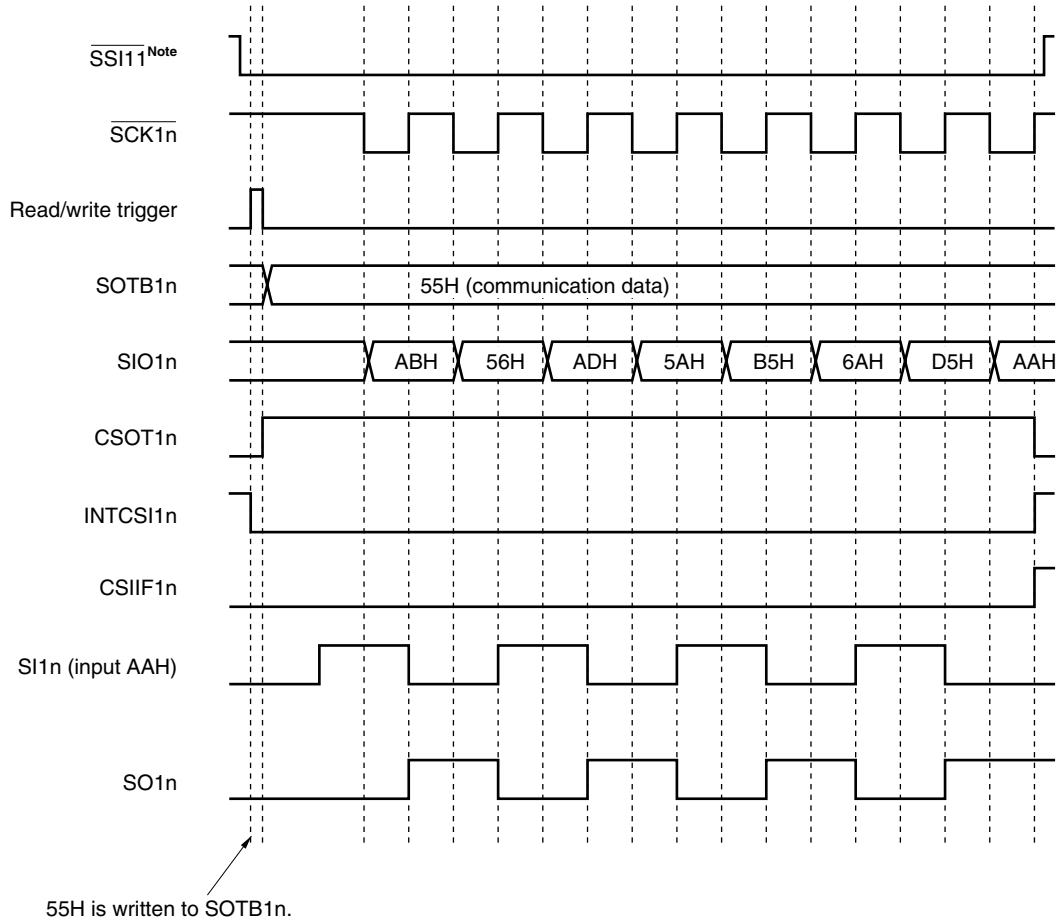 SSI11Note
SCK1n
Read/write trigger
SOTB1n 55H (communication data)
SIO1n ABH 56H ADH 5AH B5H 6AH D5H AAH
CSOT1n
INTCSI1n
CSIIF1n
SI1n (input AAH)
SO1n
55H is written to SOTB1n.